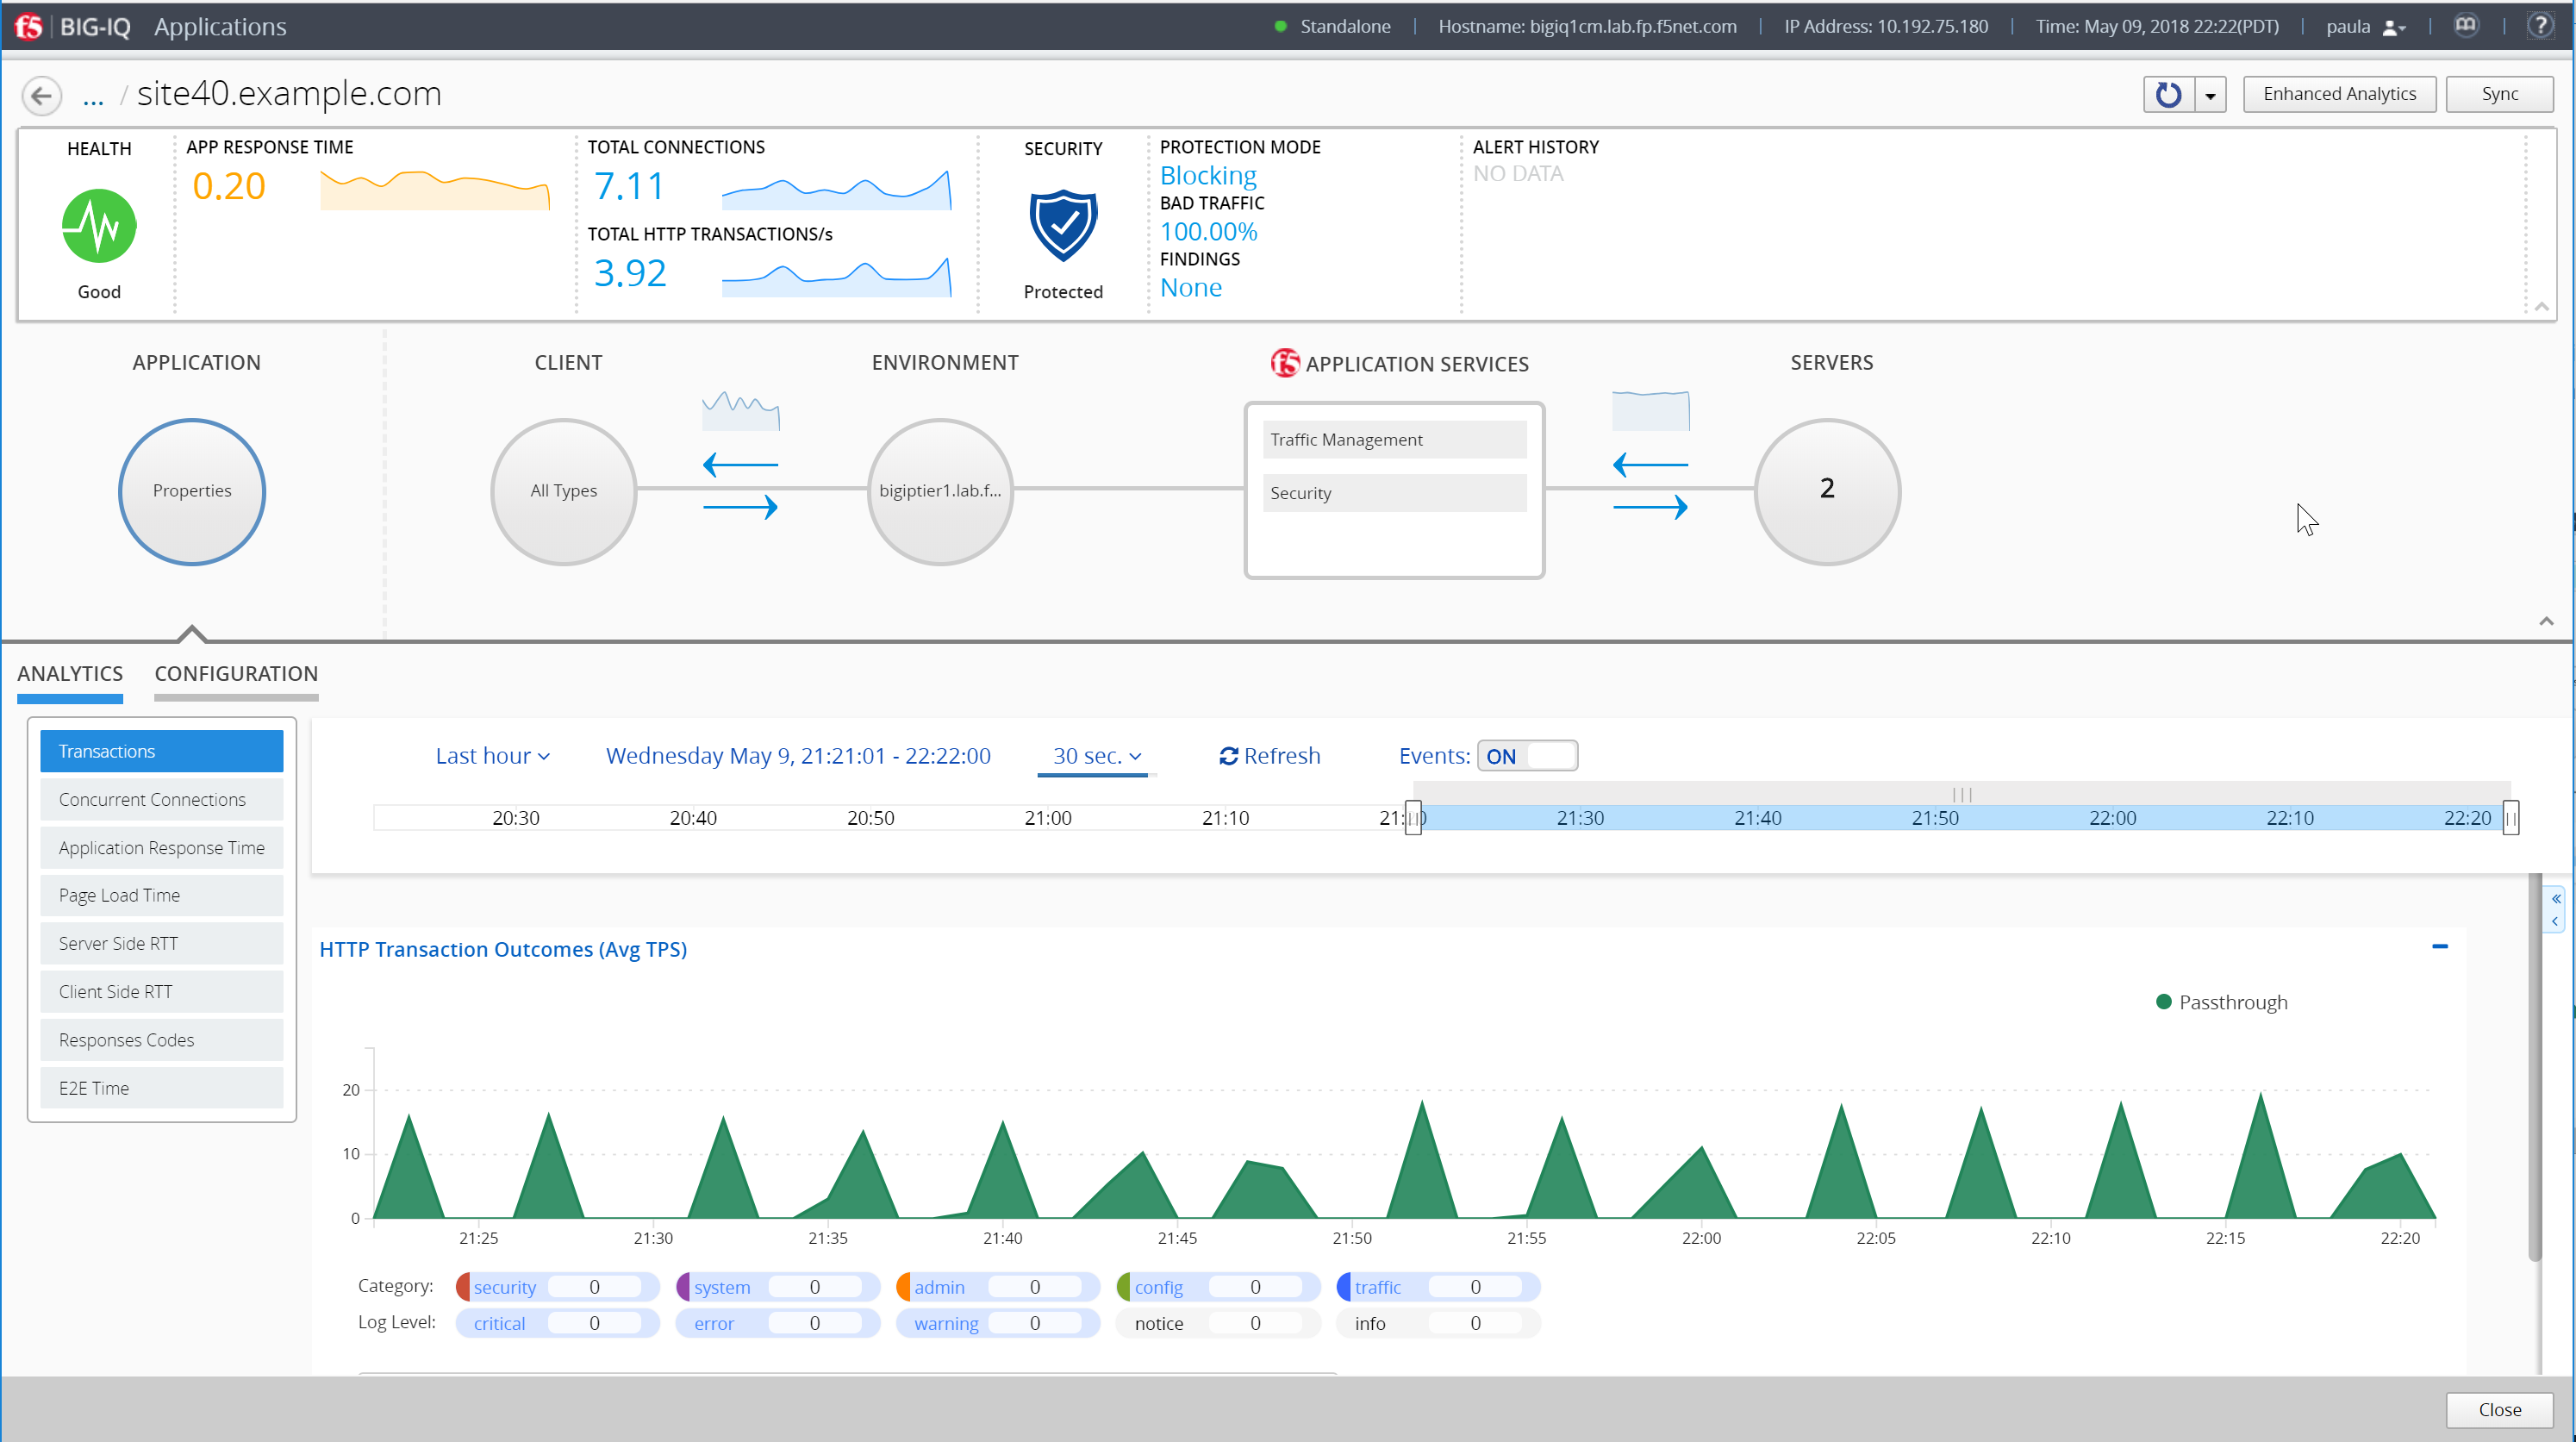 f5 BIG-IQ Applications Standalone Hostname: bigiq1cm.lab.fp.f5net.com IP Address: 10.192.75.180 Time: May 09, 2018 22:22(PDT) paula ?
... / site40.example.com Enhanced Analytics Sync
HEALTH
Good
APP RESPONSE TIME
0.20
TOTAL CONNECTIONS
7.11
TOTAL HTTP TRANSACTIONS/s
3.92
SECURITY
Protected
PROTECTION MODE
Blocking
BAD TRAFFIC
100.00%
FINDINGS
None
ALERT HISTORY
NO DATA
APPLICATION CLIENT ENVIRONMENT f5 APPLICATION SERVICES SERVERS
Properties All Types bigiptier1.lab.f...
Traffic Management
Security
2
ANALYTICS CONFIGURATION
Transactions
Concurrent Connections
Application Response Time
Page Load Time
Server Side RTT
Client Side RTT
Responses Codes
E2E Time
Last hour Wednesday May 9, 21:21:01 - 22:22:00 30 sec. Refresh Events: ON
20:30 20:40 20:50 21:00 21:10 21: 0 21:30 21:40 21:50 22:00 22:10 22:20
HTTP Transaction Outcomes (Avg TPS)
Passthrough
20
10
0
21:25 21:30 21:35 21:40 21:45 21:50 21:55 22:00 22:05 22:10 22:15 22:20
Category: security 0 system 0 admin 0 config 0 traffic 0
Log Level: critical 0 error 0 warning 0 notice 0 info 0
Close